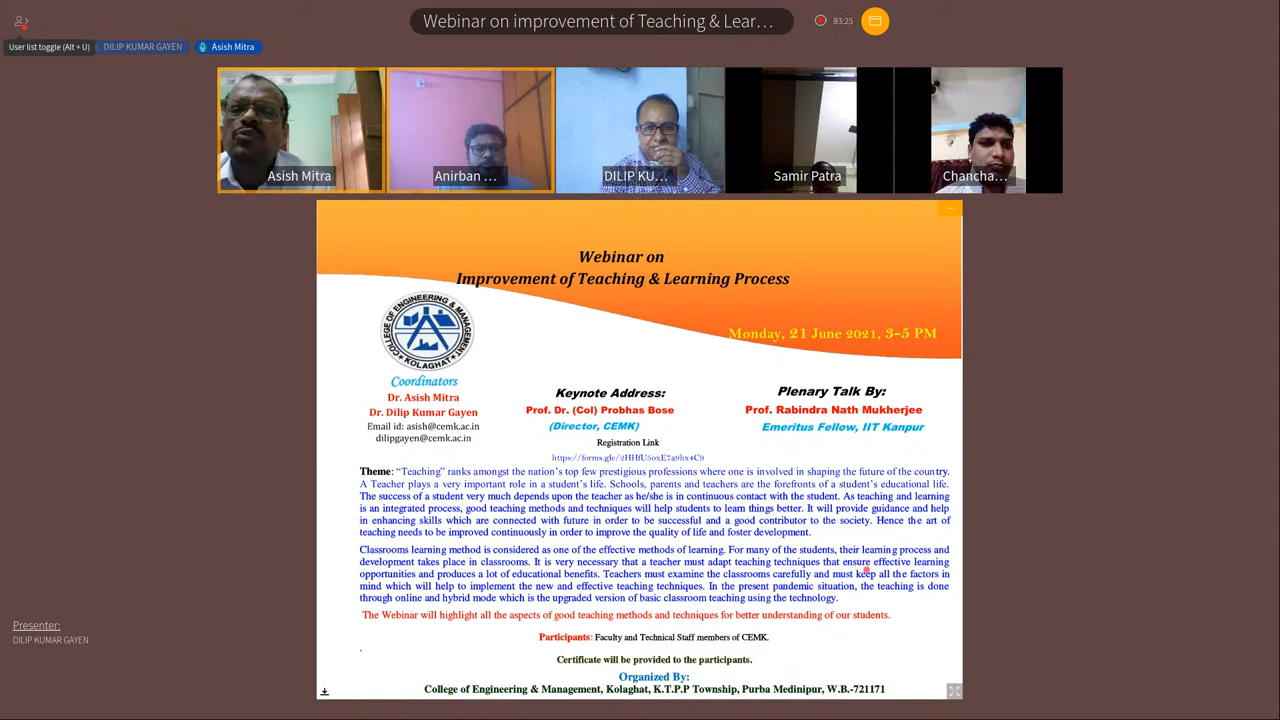 Webinar on improvement of Teaching & Lear...
83:25
User list toggle (Alt + U)
DILIP KUMAR GAYEN
Asish Mitra
Asish Mitra
Anirban ...
DILIP KU...
Samir Patra
Chancha...
Webinar on
Improvement of Teaching & Learning Process
COLLEGE OF ENGINEERING & MANAGEMENT
KOLAGHAT
Monday, 21 June 2021, 3-5 PM
Coordinators
Dr. Asish Mitra
Dr. Dilip Kumar Gayen
Email id: asish@cemk.ac.in
dilipgayen@cemk.ac.in
Keynote Address:
Prof. Dr. (Col) Probhas Bose
(Director, CEMK)
Plenary Talk By:
Prof. Rabindra Nath Mukherjee
Emeritus Fellow, IIT Kanpur
Registration Link
Theme: “Teaching” ranks amongst the nation's top few prestigious professions where one is involved in shaping the future of the country.
A Teacher plays a very important role in a student's life. Schools, parents and teachers are the forefronts of a student's educational life.
The success of a student very much depends upon the teacher as he/she is in continuous contact with the student. As teaching and learning
is an integrated process, good teaching methods and techniques will help students to learn things better. It will provide guidance and help
in enhancing skills which are connected with future in order to be successful and a good contributor to the society. Hence the art of
teaching needs to be improved continuously in order to improve the quality of life and foster development.
Classrooms learning method is considered as one of the effective methods of learning. For many of the students, their learning process and
development takes place in classrooms. It is very necessary that a teacher must adapt teaching techniques that ensure effective learning
opportunities and produces a lot of educational benefits. Teachers must examine the classrooms carefully and must keep all the factors in
mind which will help to implement the new and effective teaching techniques. In the present pandemic situation, the teaching is done
through online and hybrid mode which is the upgraded version of basic classroom teaching using the technology.
The Webinar will highlight all the aspects of good teaching methods and techniques for better understanding of our students.
Participants: Faculty and Technical Staff members of CEMK.
Certificate will be provided to the participants.
Organized By:
College of Engineering & Management, Kolaghat, K.T.P.P Township, Purba Medinipur, W.B.-721171
Presenter:
DILIP KUMAR GAYEN